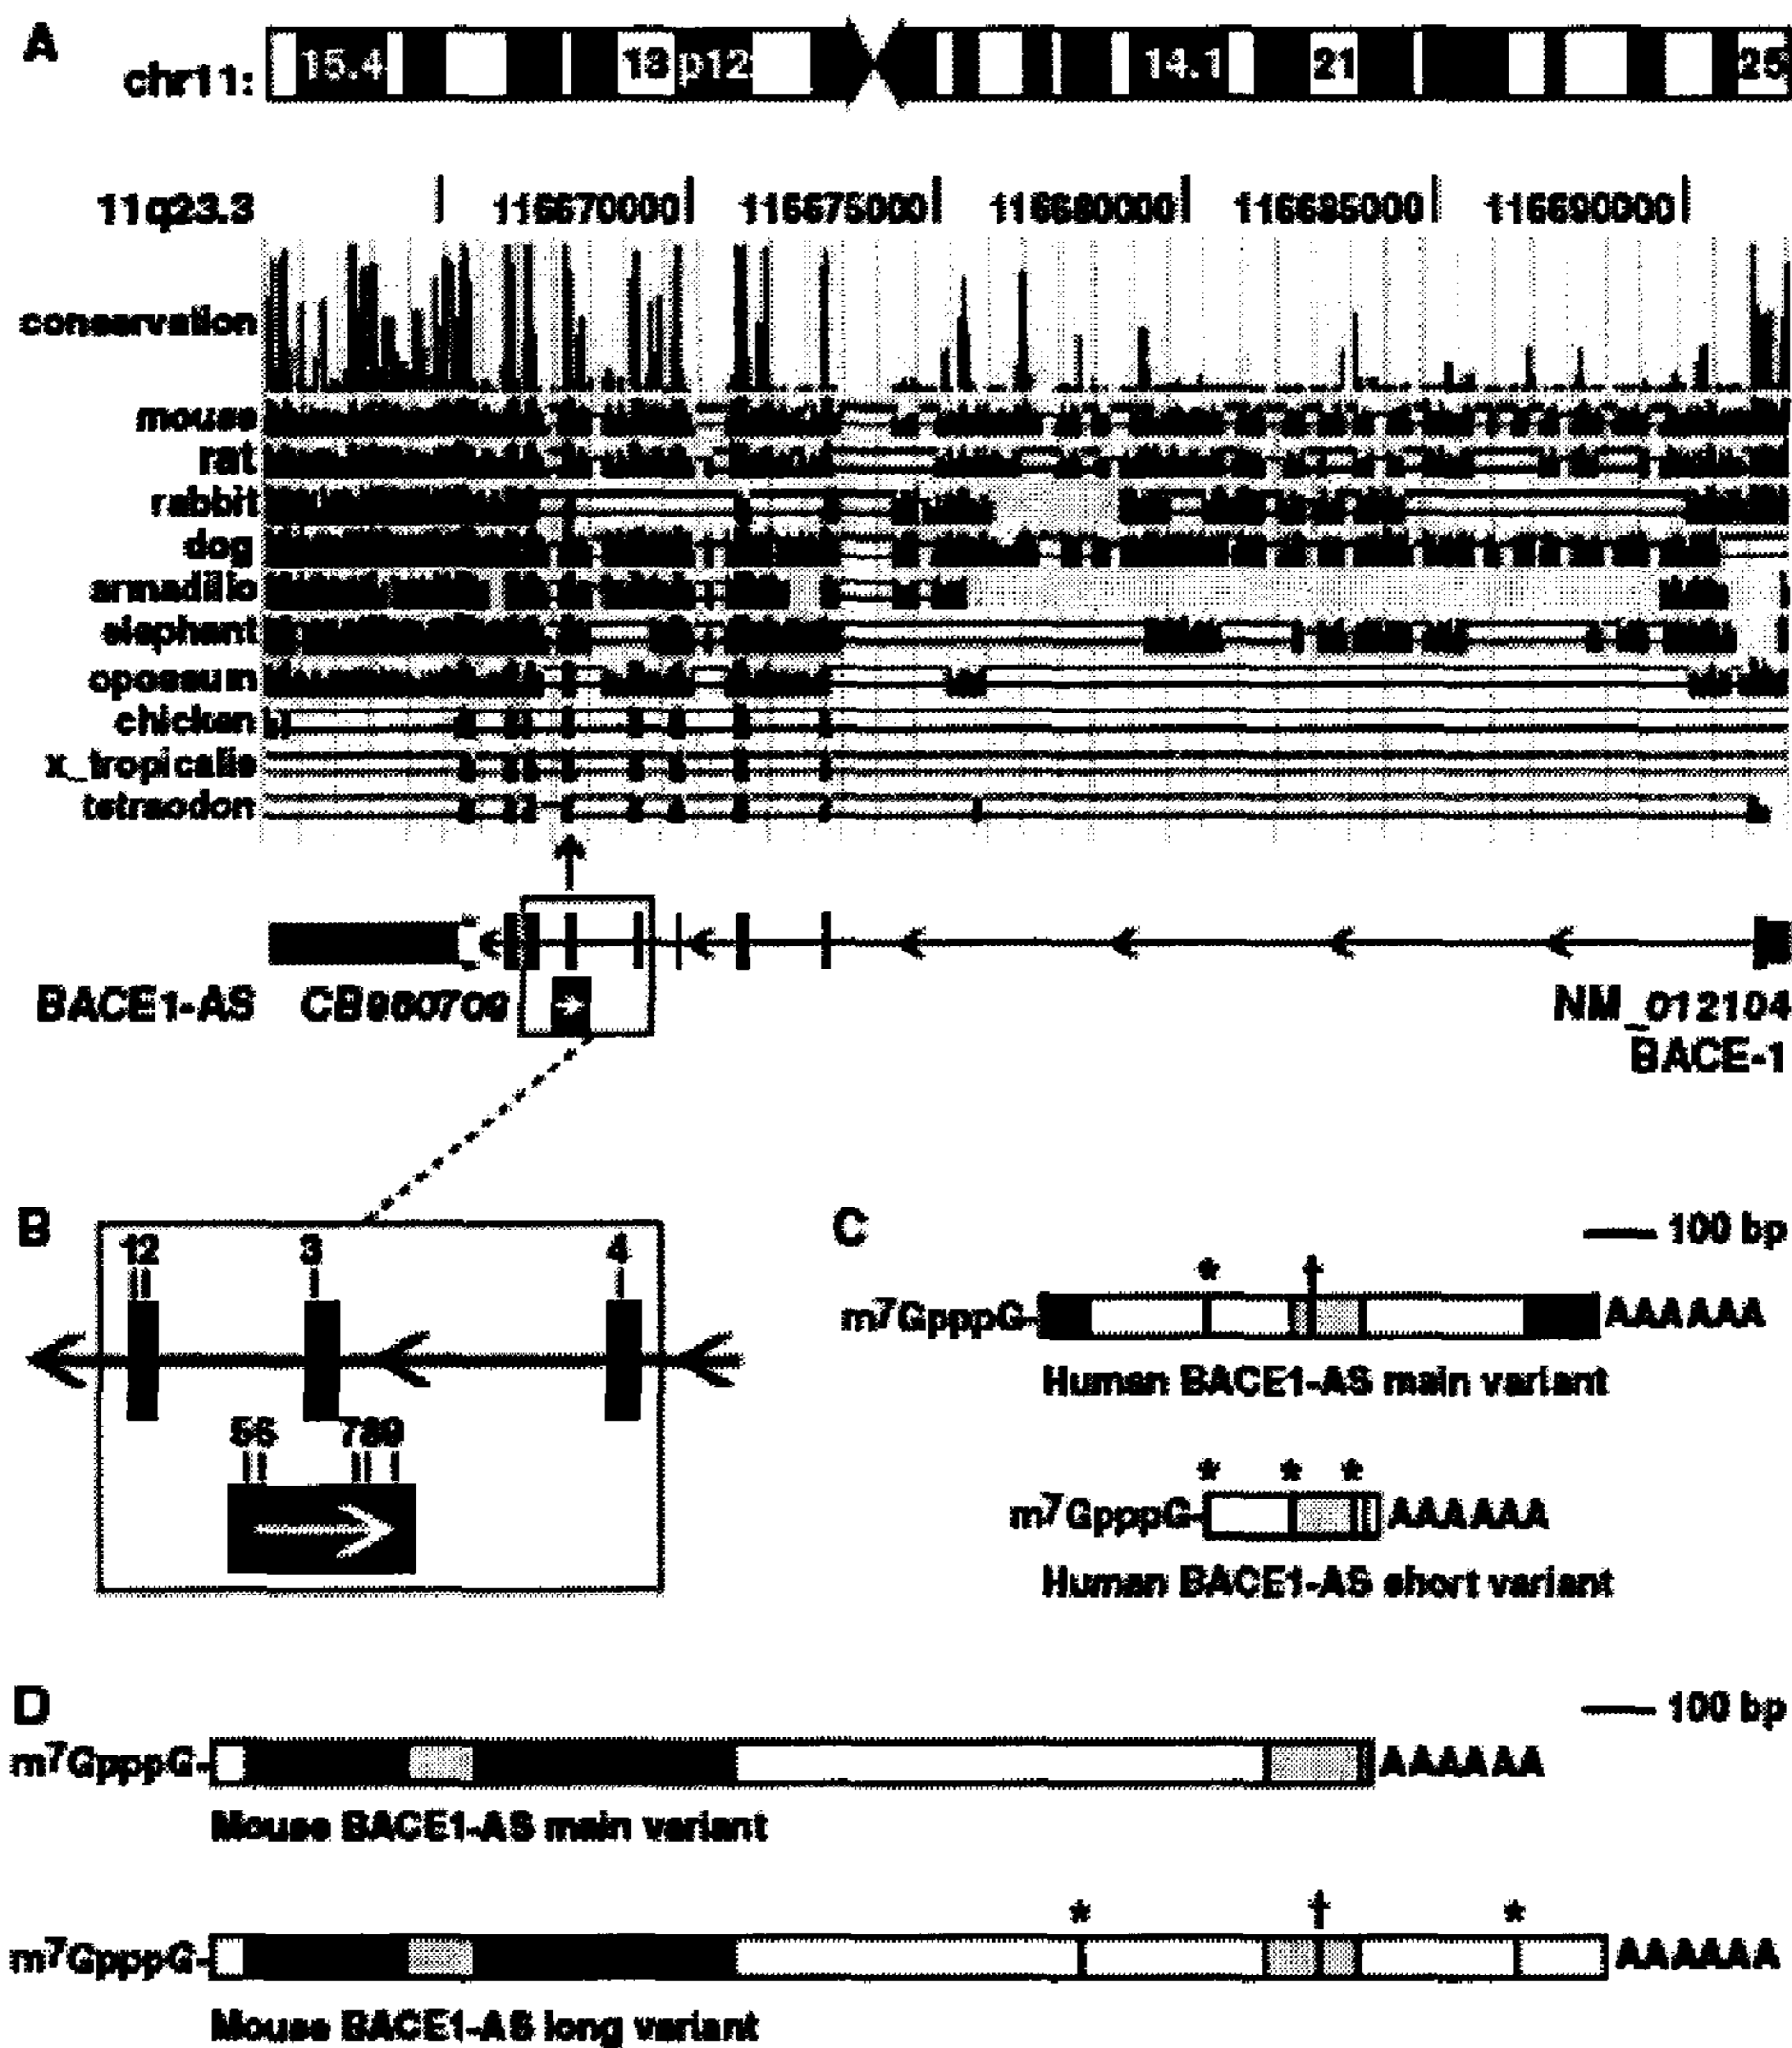 A
chr11: 15.4 13 p12 14.1 21 25
11q23.3 116670000 116675000 116680000 116685000 116690000
conservation
mouse
rat
rabbit
dog
armadillo
elephant
opossum
chicken
x_tropicalis
tetraodon
BACE1-AS CB960709 NM_012104
BACE-1
B
12 3 4
56 789
C
100 bp
* †
m7GpppG- AAAAAA
Human BACE1-AS main variant
* * *
m7GpppG- AAAAAA
Human BACE1-AS short variant
D
100 bp
m7GpppG- AAAAAA
Mouse BACE1-AS main variant
* † *
m7GpppG- AAAAAA
Mouse BACE1-AS long variant